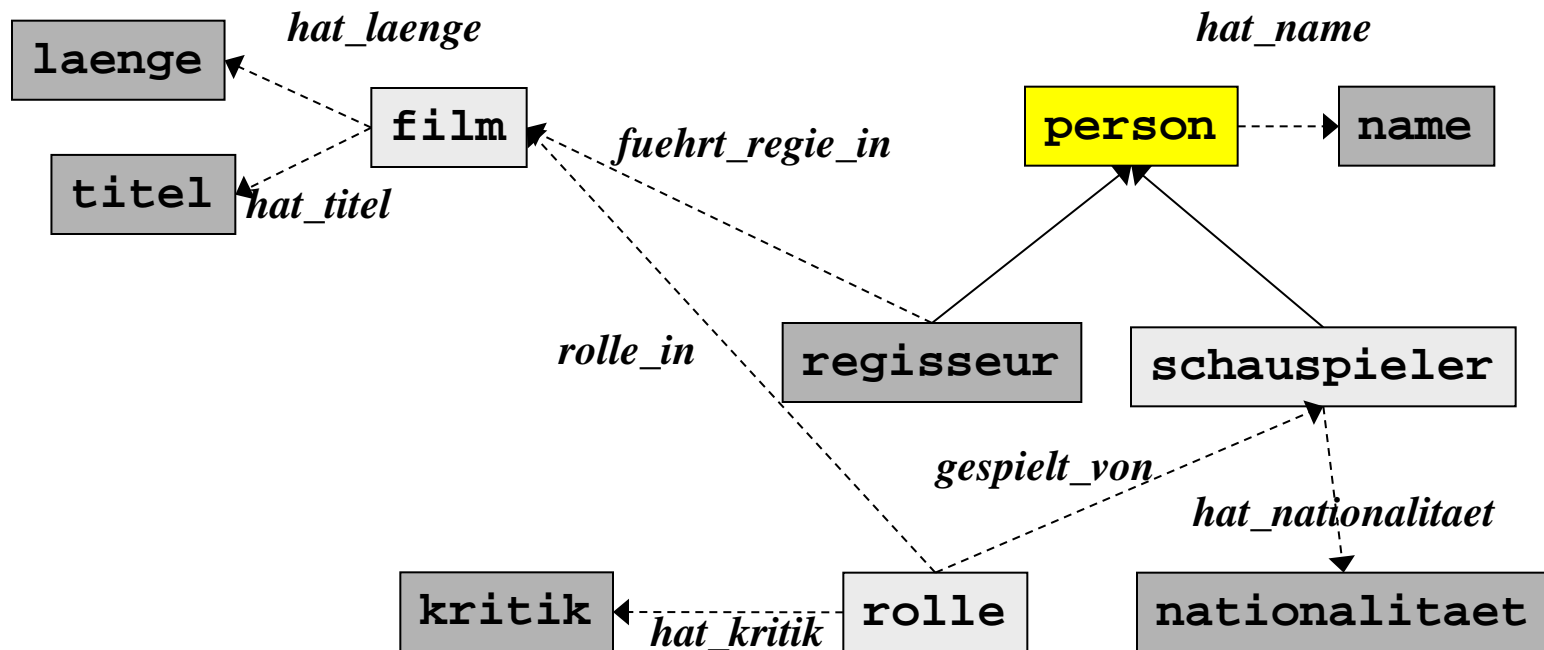 hat_laenge
hat_name
laenge
film
person
name
fuehrt_regie_in
titel
hat_titel
rolle_in
regisseur
schauspieler
gespielt_von
hat_nationalitaet
kritik
hat_kritik
rolle
nationalitaet